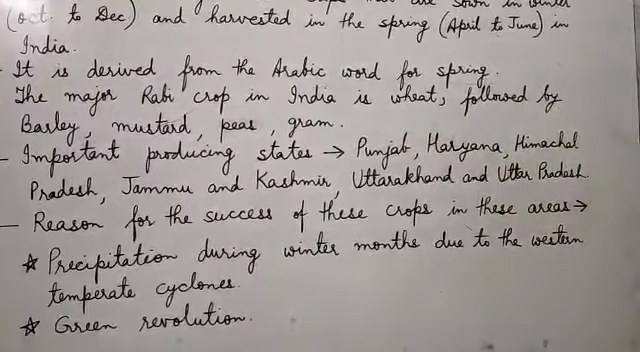 (Oct. to Dec) and harvested in the spring (April to June) in
India.
- It is derived from the Arabic word for spring.
The major Rabi crop in India is wheat, followed by
Barley, mustard, peas, gram.
- Important producing states → Punjab, Haryana, Himachal
Pradesh, Jammu and Kashmir, Uttarakhand and Uttar Pradesh
- Reason for the success of these crops in these areas →
☆ Precipitation during winter months due to the western
temperate cyclones.
☆ Green revolution.